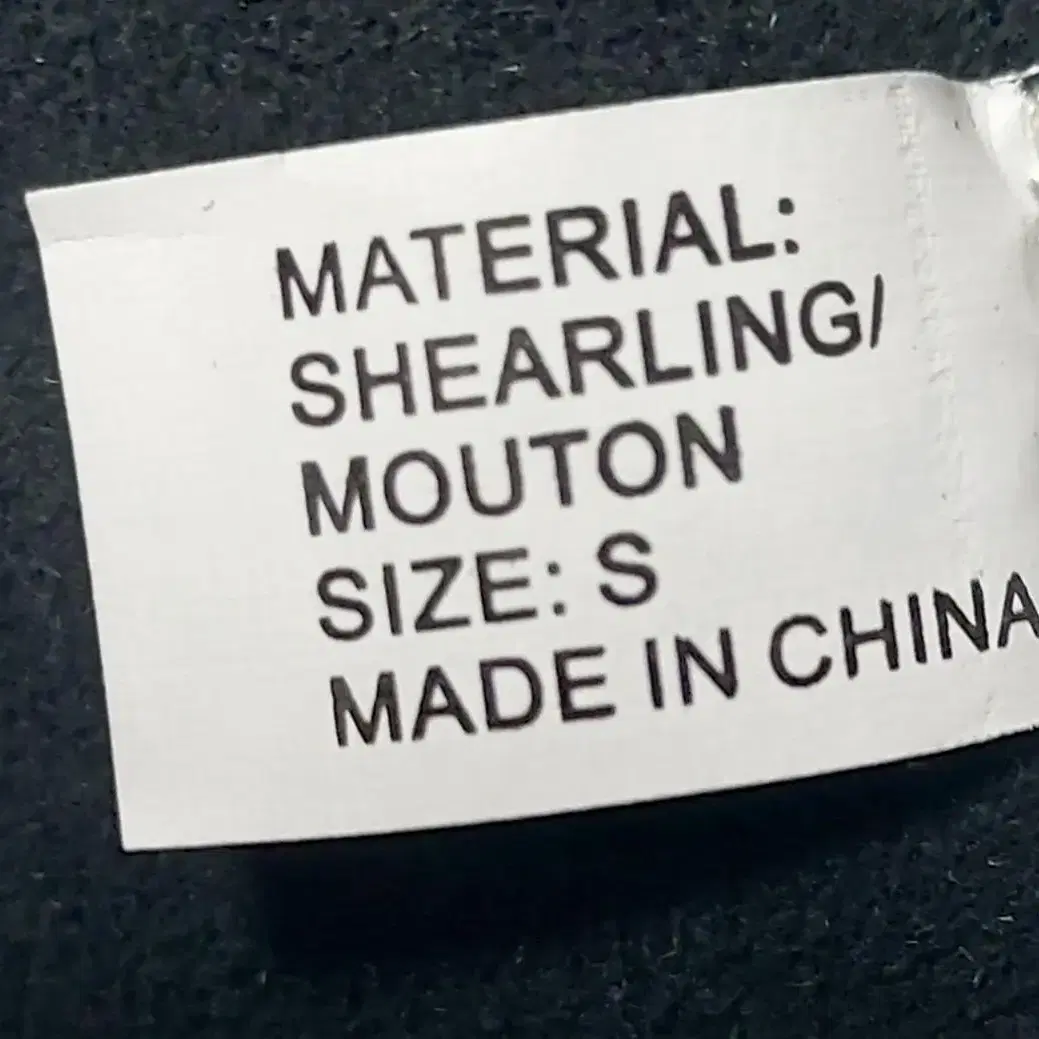 MATERIAL:
SHEARLING/
MOUTON
SIZE: S
MADE IN CHINA